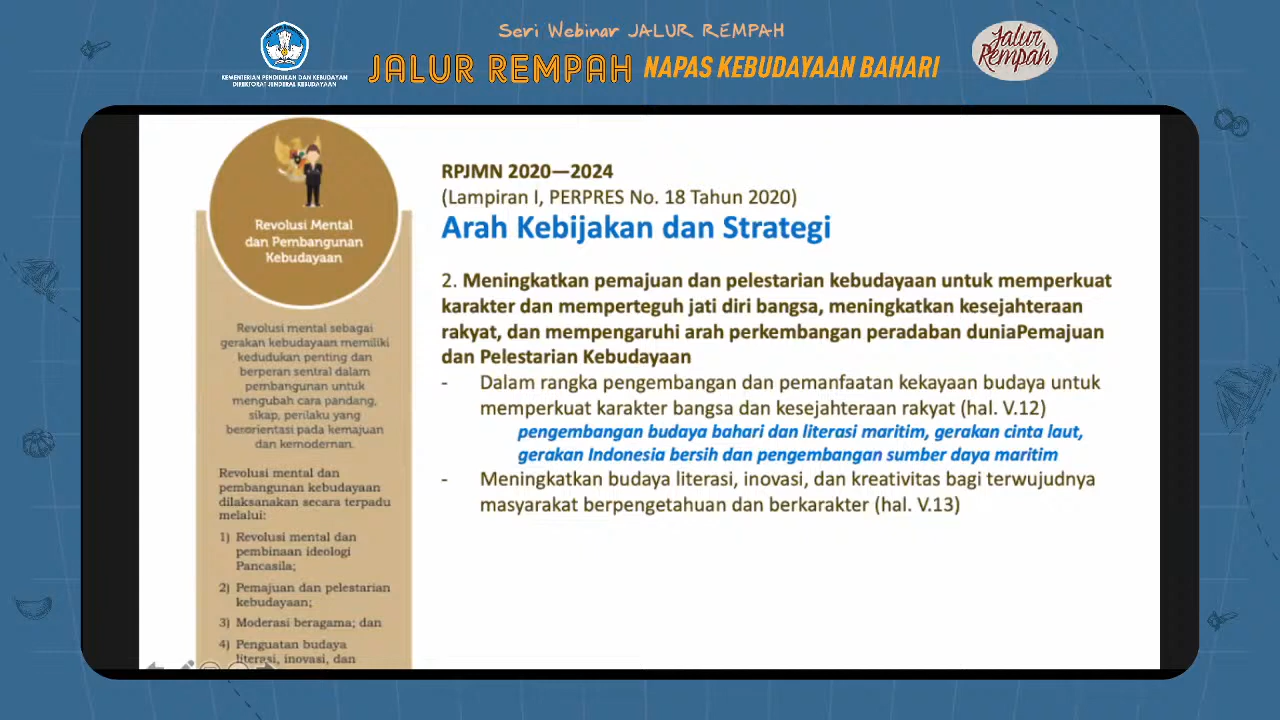 Seri Webinar JALUR REMPAH
JALUR REMPAH NAPAS KEBUDAYAAN BAHARI
KEMENTERIAN PENDIDIKAN DAN KEBUDAYAAN
DIREKTORAT JENDERAL KEBUDAYAAN
Jalur
Rempah
Revolusi Mental
dan Pembangunan
Kebudayaan
Revolusi mental sebagai
gerakan kebudayaan memiliki
kedudukan penting dan
berperan sentral dalam
pembangunan untuk
mengubah cara pandang,
sikap, perilaku yang
berorientasi pada kemajuan
dan kemodernan.
Revolusi mental dan
pembangunan kebudayaan
dilaksanakan secara terpadu
melalui:
1) Revolusi mental dan
pembinaan ideologi
Pancasila;
2) Pemajuan dan pelestarian
kebudayaan;
3) Moderasi beragama; dan
4) Penguatan budaya
literasi, inovasi, dan
RPJMN 2020—2024
(Lampiran I, PERPRES No. 18 Tahun 2020)
Arah Kebijakan dan Strategi
2. Meningkatkan pemajuan dan pelestarian kebudayaan untuk memperkuat
karakter dan memperteguh jati diri bangsa, meningkatkan kesejahteraan
rakyat, dan mempengaruhi arah perkembangan peradaban duniaPemajuan
dan Pelestarian Kebudayaan
- Dalam rangka pengembangan dan pemanfaatan kekayaan budaya untuk
memperkuat karakter bangsa dan kesejahteraan rakyat (hal. V.12)
pengembangan budaya bahari dan literasi maritim, gerakan cinta laut,
gerakan Indonesia bersih dan pengembangan sumber daya maritim
- Meningkatkan budaya literasi, inovasi, dan kreativitas bagi terwujudnya
masyarakat berpengetahuan dan berkarakter (hal. V.13)